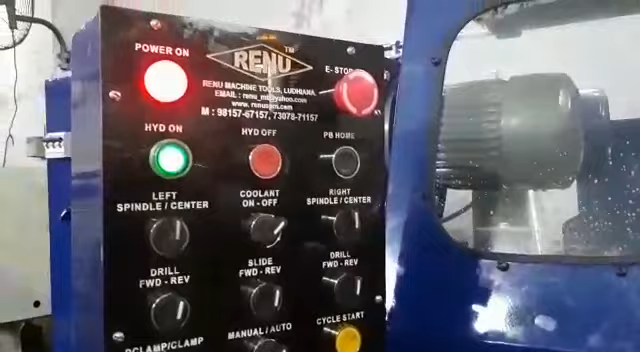 POWER ON
RENU
TM
E-STOP
RENU MACHINE TOOLS, LUDHIANA.
M : 98157-67157, 73078-71157
HYD ON
HYD OFF
PB HOME
LEFT
SPINDLE / CENTER
COOLANT
ON - OFF
RIGHT
SPINDLE / CENTER
DRILL
FWD - REV
SLIDE
FWD - REV
DRILL
FWD - REV
MANUAL / AUTO
CYCLE START